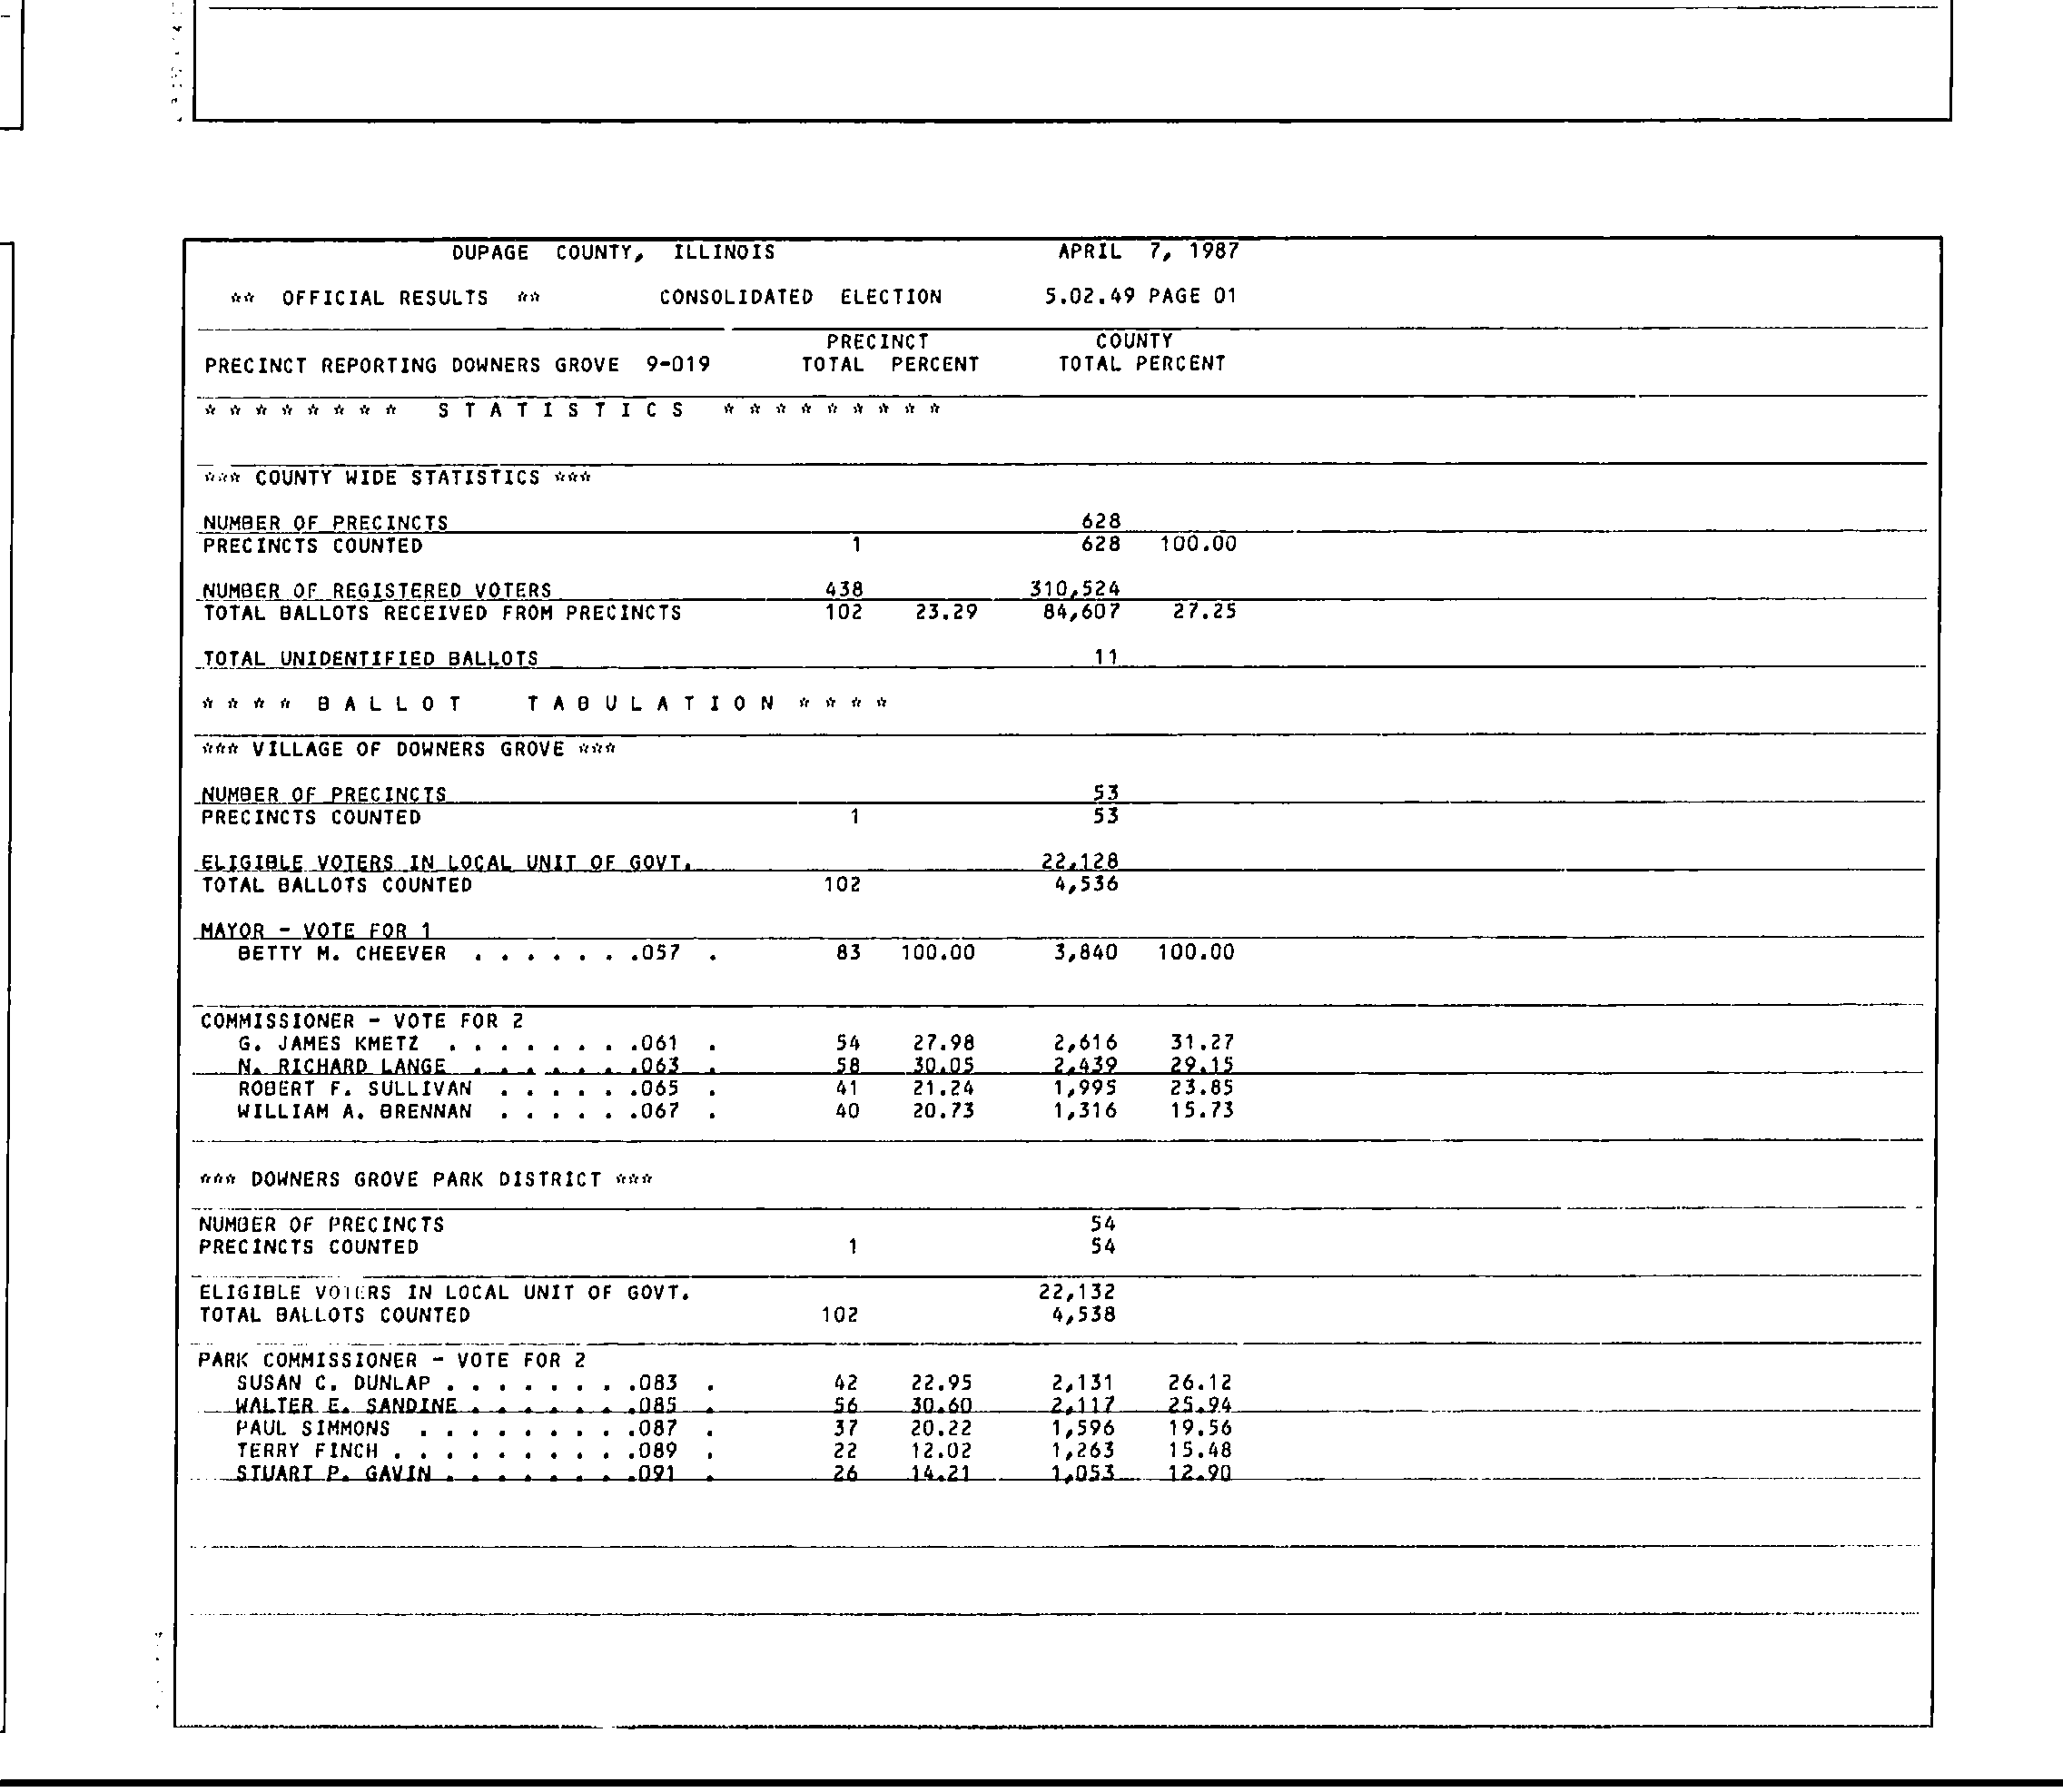 DUPAGE COUNTY, ILLINOIS APRIL 7, 1987
** OFFICIAL RESULTS ** CONSOLIDATED ELECTION 5.02.49 PAGE 01
PRECINCT COUNTY
PRECINCT REPORTING DOWNERS GROVE 9-019 TOTAL PERCENT TOTAL PERCENT
* * * * * * * * S T A T I S T I C S * * * * * * * * *
*** COUNTY WIDE STATISTICS ***
NUMBER OF PRECINCTS 628
PRECINCTS COUNTED 1 628 100.00
NUMBER OF REGISTERED VOTERS 438 310,524
TOTAL BALLOTS RECEIVED FROM PRECINCTS 102 23.29 84,607 27.25
TOTAL UNIDENTIFIED BALLOTS 11
* * * * B A L L O T T A B U L A T I O N * * * *
*** VILLAGE OF DOWNERS GROVE ***
NUMBER OF PRECINCTS 53
PRECINCTS COUNTED 1 53
ELIGIBLE VOTERS IN LOCAL UNIT OF GOVT. 22,128
TOTAL BALLOTS COUNTED 102 4,536
MAYOR - VOTE FOR 1
BETTY M. CHEEVER . . . . . . .057 . 83 100.00 3,840 100.00
COMMISSIONER - VOTE FOR 2
G. JAMES KMETZ . . . . . . . .061 . 54 27.98 2,616 31.27
N. RICHARD LANGE . . . . . . .063 . 58 30.05 2,439 29.15
ROBERT F. SULLIVAN . . . . . .065 . 41 21.24 1,995 23.85
WILLIAM A. BRENNAN . . . . . .067 . 40 20.73 1,316 15.73
*** DOWNERS GROVE PARK DISTRICT ***
NUMBER OF PRECINCTS 54
PRECINCTS COUNTED 1 54
ELIGIBLE VOTERS IN LOCAL UNIT OF GOVT. 22,132
TOTAL BALLOTS COUNTED 102 4,538
PARK COMMISSIONER - VOTE FOR 2
SUSAN C. DUNLAP . . . . . . . .083 . 42 22.95 2,131 26.12
WALTER E. SANDINE . . . . . . .085 . 56 30.60 2,117 25.94
PAUL SIMMONS . . . . . . . . .087 . 37 20.22 1,596 19.56
TERRY FINCH . . . . . . . . . .089 . 22 12.02 1,263 15.48
STUART P. GAVIN . . . . . . . .091 . 26 14.21 1,053 12.90